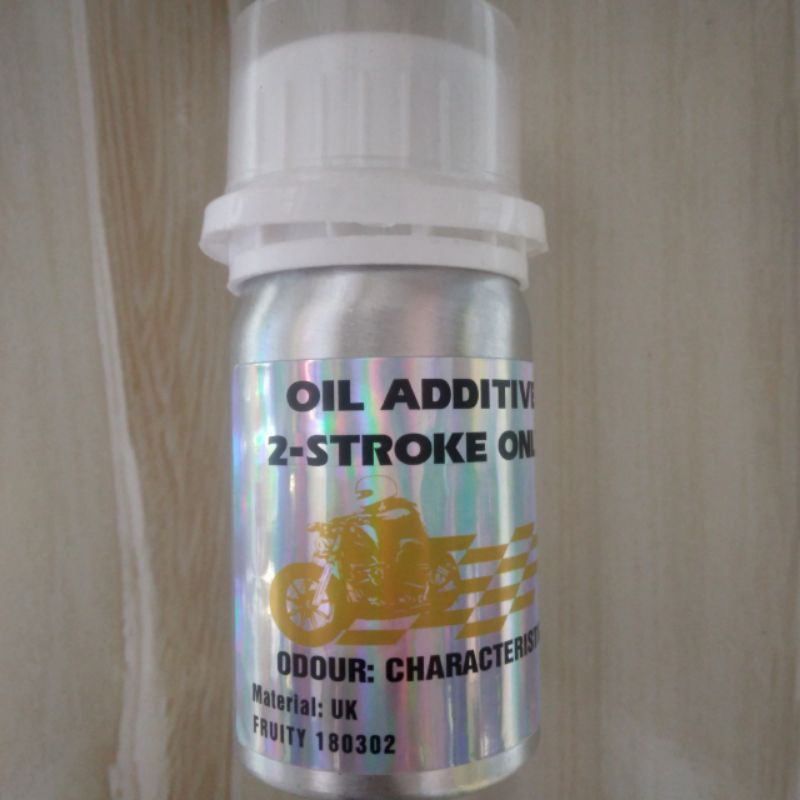 OIL ADDITIVE
2-STROKE ONL
ODOUR: CHARACTERIST
Material: UK
FRUITY 180302